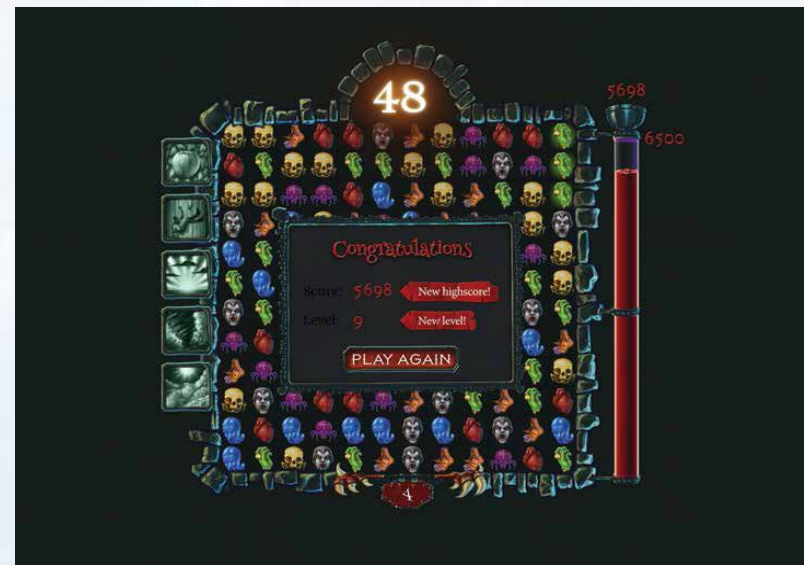 48
5698
6500
Congratulations
Score: 5698 New highscore!
Level: 9 New level!
PLAY AGAIN
4